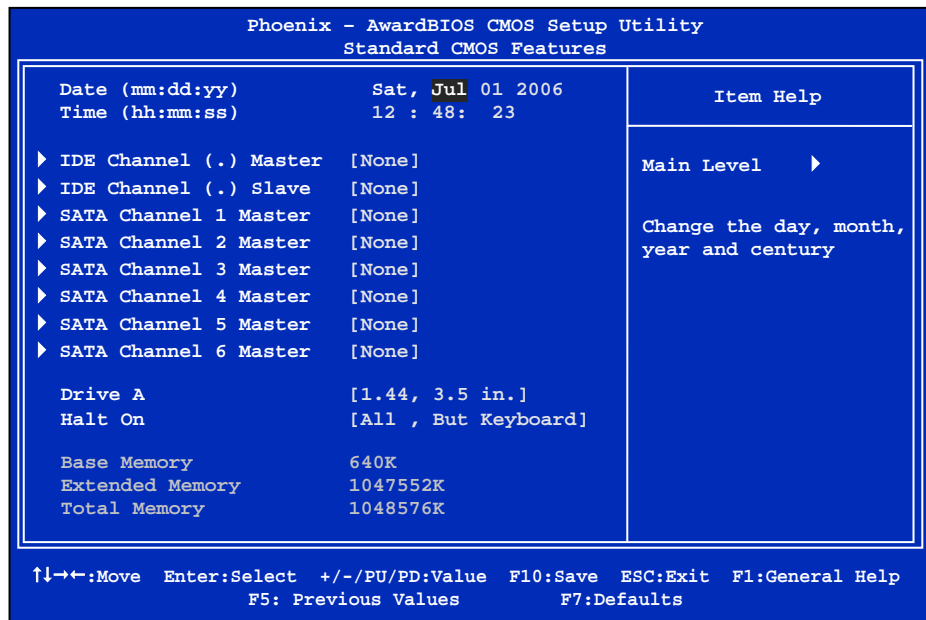 Phoenix – AwardBIOS CMOS Setup Utility
Standard CMOS Features
Date (mm:dd:yy) Sat, Jul 01 2006
Time (hh:mm:ss) 12 : 48: 23
IDE Channel (.) Master [None]
IDE Channel (.) Slave [None]
SATA Channel 1 Master [None]
SATA Channel 2 Master [None]
SATA Channel 3 Master [None]
SATA Channel 4 Master [None]
SATA Channel 5 Master [None]
SATA Channel 6 Master [None]
Drive A [1.44, 3.5 in.]
Halt On [All , But Keyboard]
Base Memory 640K
Extended Memory 1047552K
Total Memory 1048576K
Item Help
Main Level
Change the day, month,
year and century
↑↓→←:Move Enter:Select +/-/PU/PD:Value F10:Save ESC:Exit F1:General Help
F5: Previous Values F7:Defaults